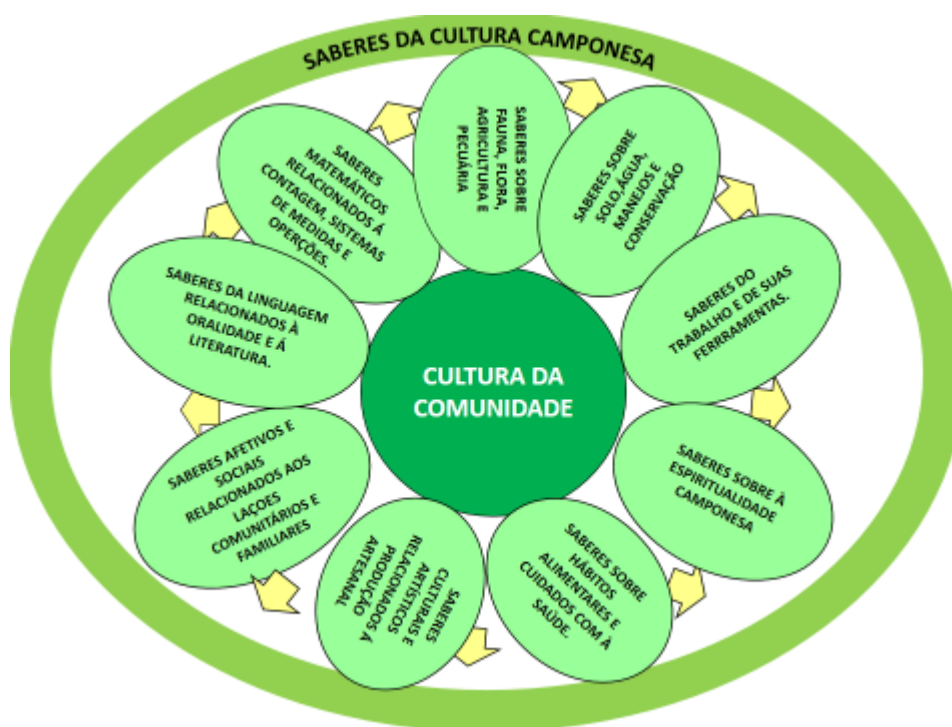 SABERES DA CULTURA CAMPONESA
SABERES SOBRE
FAUNA, FLORA,
AGRICULTURA E
PECUÁRIA
SABERES SOBRE
SOLO,ÁGUA,
MANEJOS E
CONSERVAÇÃO
SABERES DO
TRABALHO E DE SUAS
FERRRAMENTAS.
SABERES SOBRE À
ESPIRITUALIDADE
CAMPONESA
SABERES SOBRE
HÁBITOS
ALIMENTARES E
CUIDADOS COM À
SAÚDE.
SABERES
CULTURAIS E
ARTÍSTICOS
RELACIONADOS Á
PRODUÇÃO
ARTESANAL
SABERES AFETIVOS E
SOCIAIS
RELACIONADOS AOS
LAÇOES
COMUNITÁRIOS E
FAMILIARES
SABERES DA LINGUAGEM
RELACIONADOS À
ORALIDADE E Á
LITERATURA.
SABERES
MATEMÁTICOS
RELACIONADOS Á
CONTAGEM, SISTEMAS
DE MEDIDAS E
OPERÇÕES.
CULTURA DA
COMUNIDADE